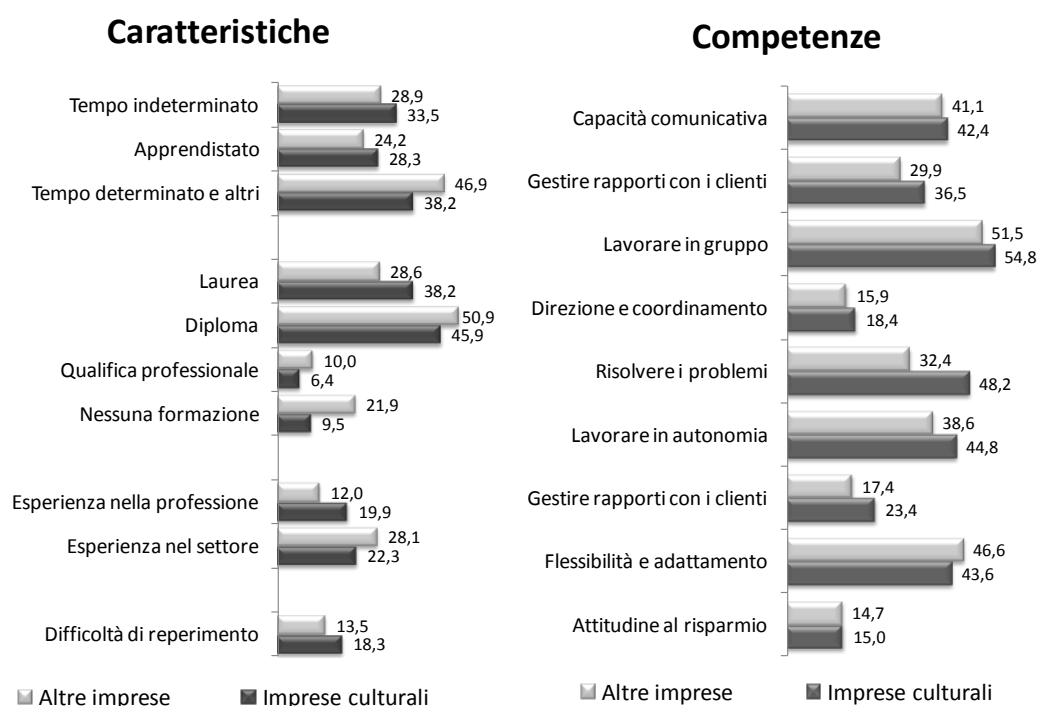 Caratteristiche
Tempo indeterminato
28,9
33,5
Apprendistato
24,2
28,3
Tempo determinato e altri
46,9
38,2
Laurea
28,6
38,2
Diploma
50,9
45,9
Qualifica professionale
10,0
6,4
Nessuna formazione
21,9
9,5
Esperienza nella professione
12,0
19,9
Esperienza nel settore
28,1
22,3
Difficoltà di reperimento
13,5
18,3
Altre imprese
Imprese culturali
Competenze
Capacità comunicativa
41,1
42,4
Gestire rapporti con i clienti
29,9
36,5
Lavorare in gruppo
51,5
54,8
Direzione e coordinamento
15,9
18,4
Risolvere i problemi
32,4
48,2
Lavorare in autonomia
38,6
44,8
Gestire rapporti con i clienti
17,4
23,4
Flessibilità e adattamento
46,6
43,6
Attitudine al risparmio
14,7
15,0
Altre imprese
Imprese culturali